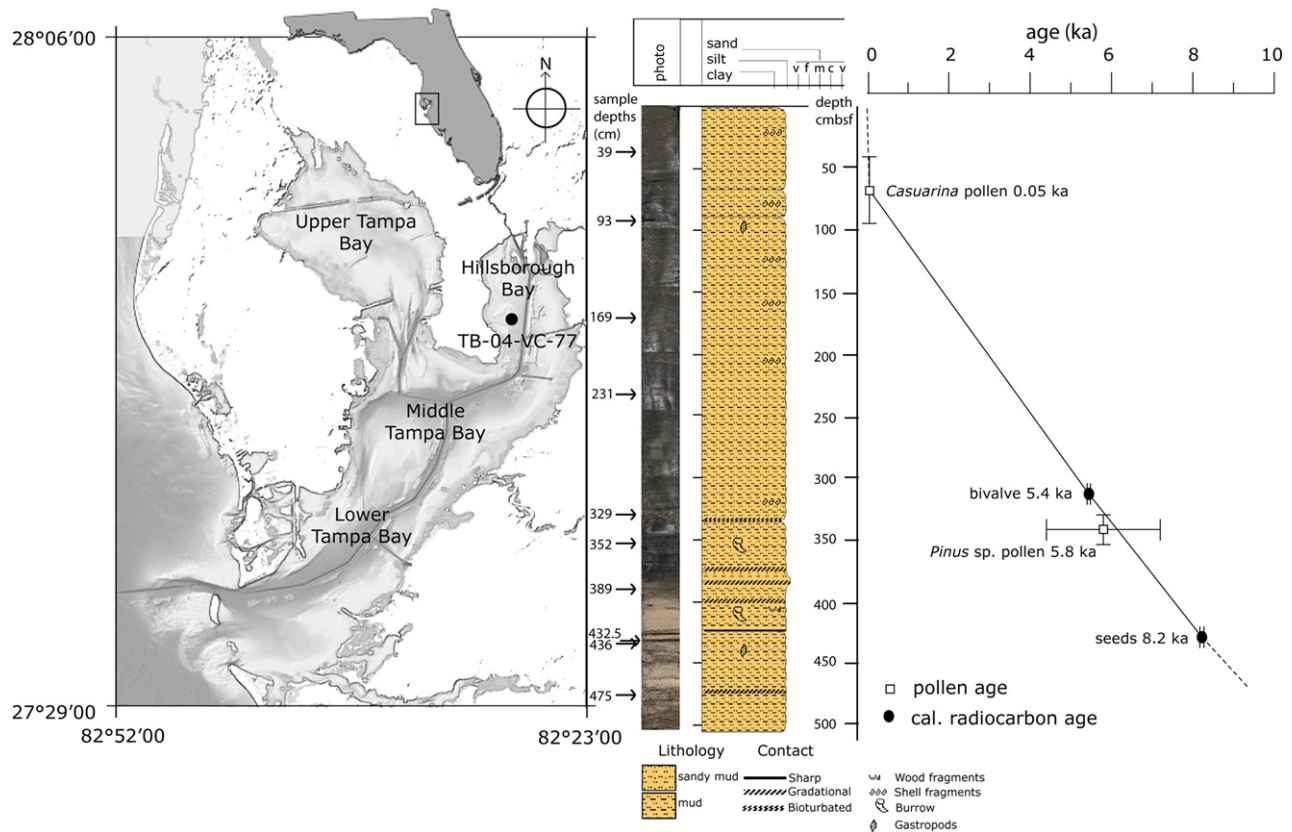 28°06'00
27°29'00
82°52'00
82°23'00
N
Upper Tampa
Bay
Hillsborough
Bay
TB-04-VC-77
Middle
Tampa Bay
Lower
Tampa Bay
sample
depths
(cm)
39
93
169
231
329
352
389
432.5
436
475
photo
sand
silt
clay
v f m c v
depth
cmbsf
50
100
150
200
250
300
350
400
450
500
age (ka)
0 2 4 6 8 10
Casuarina pollen 0.05 ka
bivalve 5.4 ka
Pinus sp. pollen 5.8 ka
seeds 8.2 ka
pollen age
cal. radiocarbon age
Lithology
sandy mud
mud
Contact
Sharp
Gradational
Bioturbated
Wood fragments
Shell fragments
Burrow
Gastropods